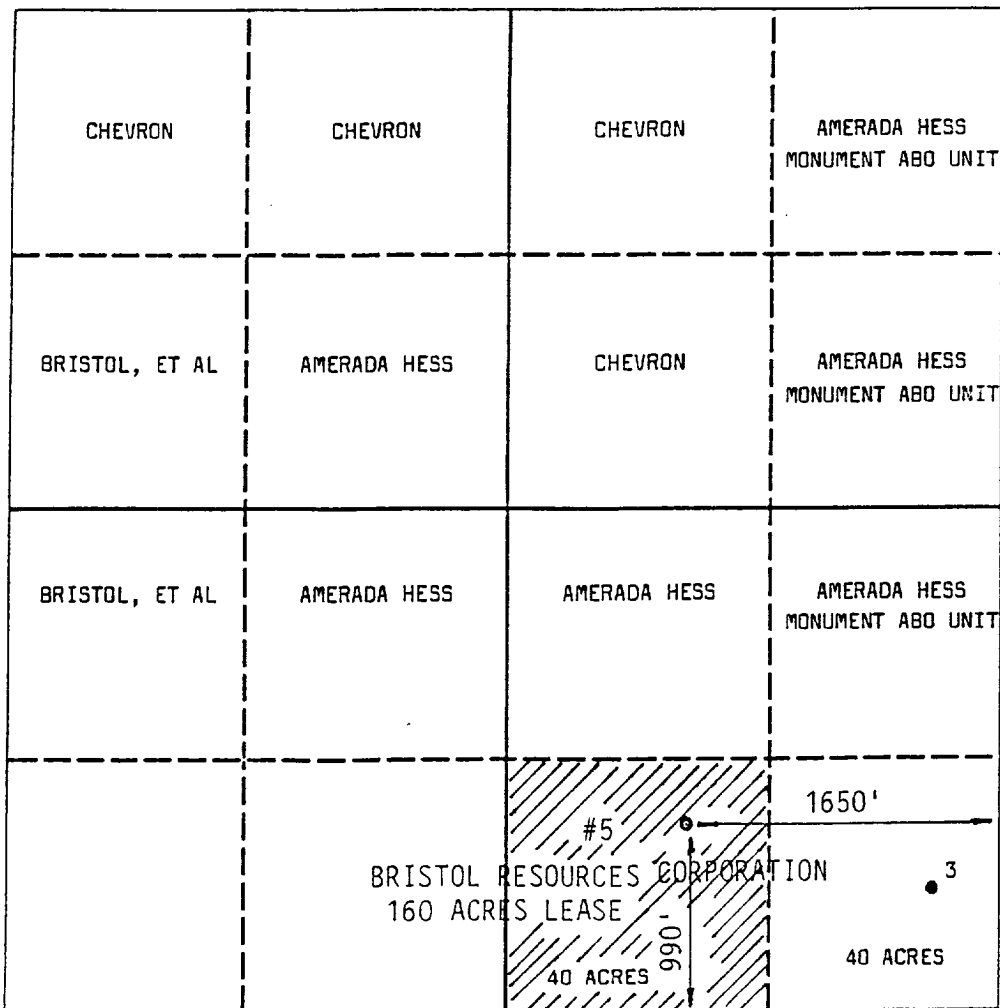 CHEVRON
CHEVRON
CHEVRON
AMERADA HESS
MONUMENT ABO UNIT
BRISTOL, ET AL
AMERADA HESS
CHEVRON
AMERADA HESS
MONUMENT ABO UNIT
BRISTOL, ET AL
AMERADA HESS
AMERADA HESS
AMERADA HESS
MONUMENT ABO UNIT
1650'
#5
BRISTOL RESOURCES CORPORATION
160 ACRES LEASE
3
990'
40 ACRES
40 ACRES